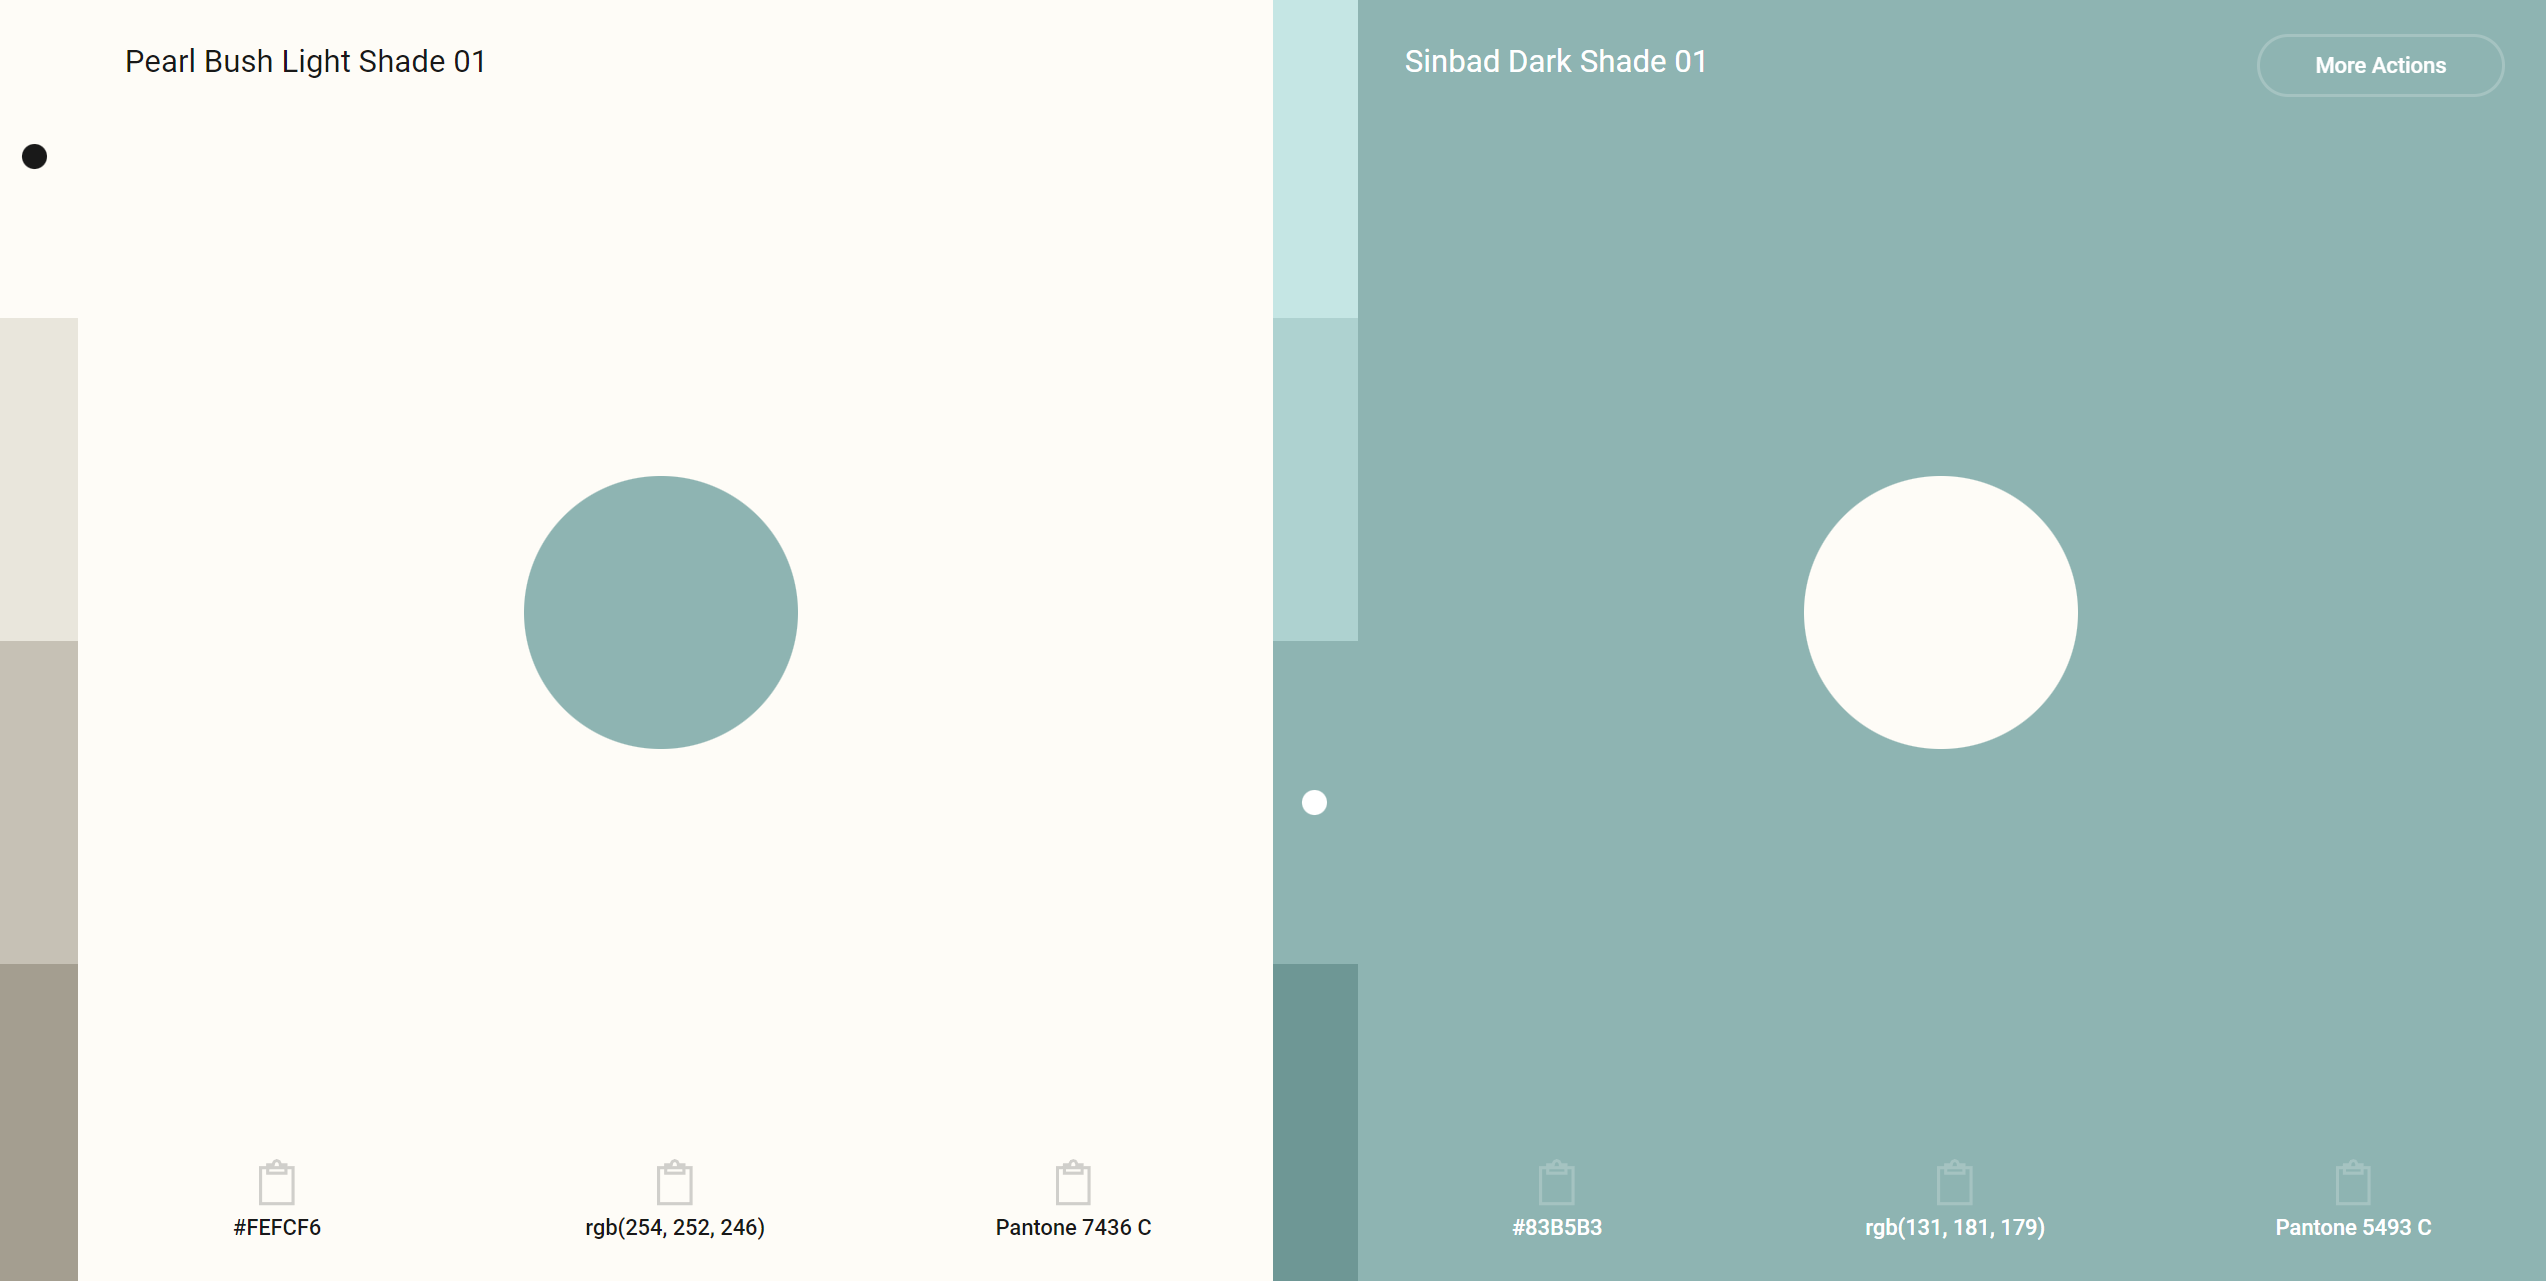 Pearl Bush Light Shade 01
#FEFCF6
rgb(254, 252, 246)
Pantone 7436 C
Sinbad Dark Shade 01
More Actions
#83B5B3
rgb(131, 181, 179)
Pantone 5493 C